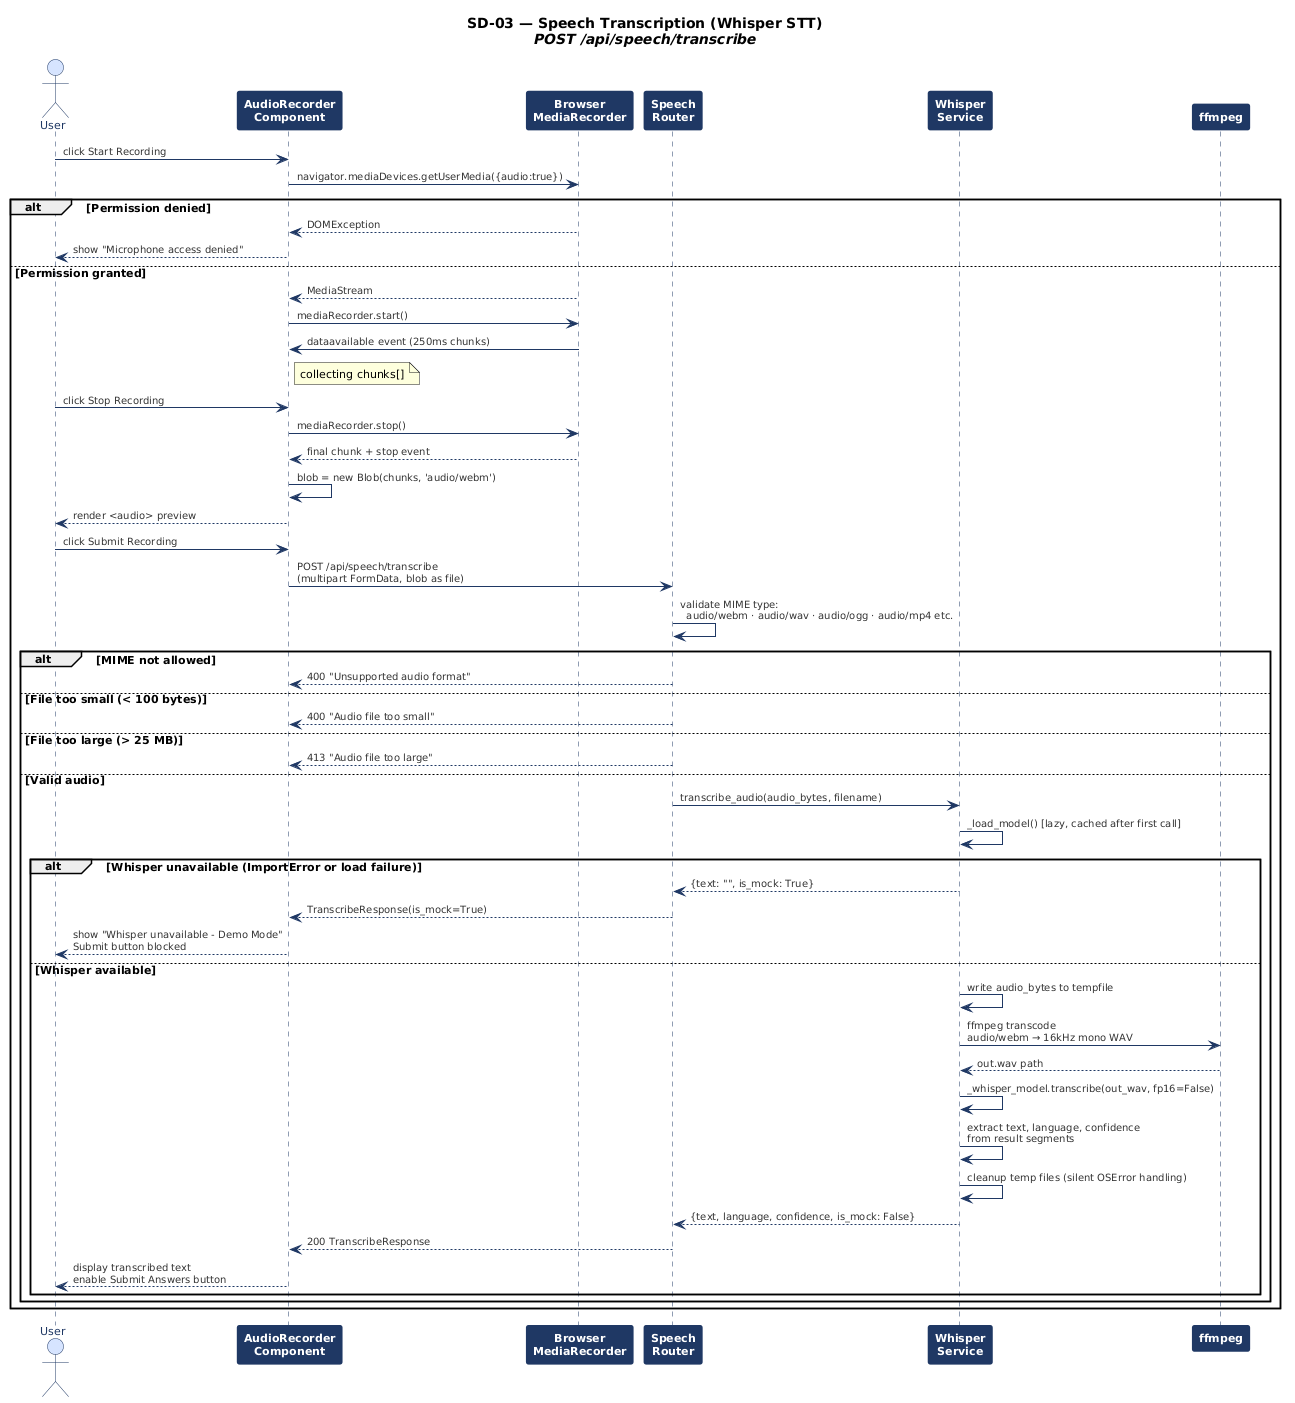 SD-03 — Speech Transcription (Whisper STT)
POST /api/speech/transcribe
User
AudioRecorder
Component
Browser
MediaRecorder
Speech
Router
Whisper
Service
ffmpeg
click Start Recording
navigator.mediaDevices.getUserMedia({audio:true})
alt
[Permission denied]
DOMException
show "Microphone access denied"
[Permission granted]
MediaStream
mediaRecorder.start()
dataavailable event (250ms chunks)
collecting chunks[]
click Stop Recording
mediaRecorder.stop()
final chunk + stop event
blob = new Blob(chunks, 'audio/webm')
render <audio> preview
click Submit Recording
POST /api/speech/transcribe
(multipart FormData, blob as file)
validate MIME type:
audio/webm · audio/wav · audio/ogg · audio/mp4 etc.
alt
[MIME not allowed]
400 "Unsupported audio format"
[File too small (< 100 bytes)]
400 "Audio file too small"
[File too large (> 25 MB)]
413 "Audio file too large"
[Valid audio]
transcribe_audio(audio_bytes, filename)
_load_model() [lazy, cached after first call]
alt
[Whisper unavailable (ImportError or load failure)]
{text: "", is_mock: True}
TranscribeResponse(is_mock=True)
show "Whisper unavailable - Demo Mode"
Submit button blocked
[Whisper available]
write audio_bytes to tempfile
ffmpeg transcode
audio/webm → 16kHz mono WAV
out.wav path
_whisper_model.transcribe(out_wav, fp16=False)
extract text, language, confidence
from result segments
cleanup temp files (silent OSError handling)
{text, language, confidence, is_mock: False}
200 TranscribeResponse
display transcribed text
enable Submit Answers button
User
AudioRecorder
Component
Browser
MediaRecorder
Speech
Router
Whisper
Service
ffmpeg